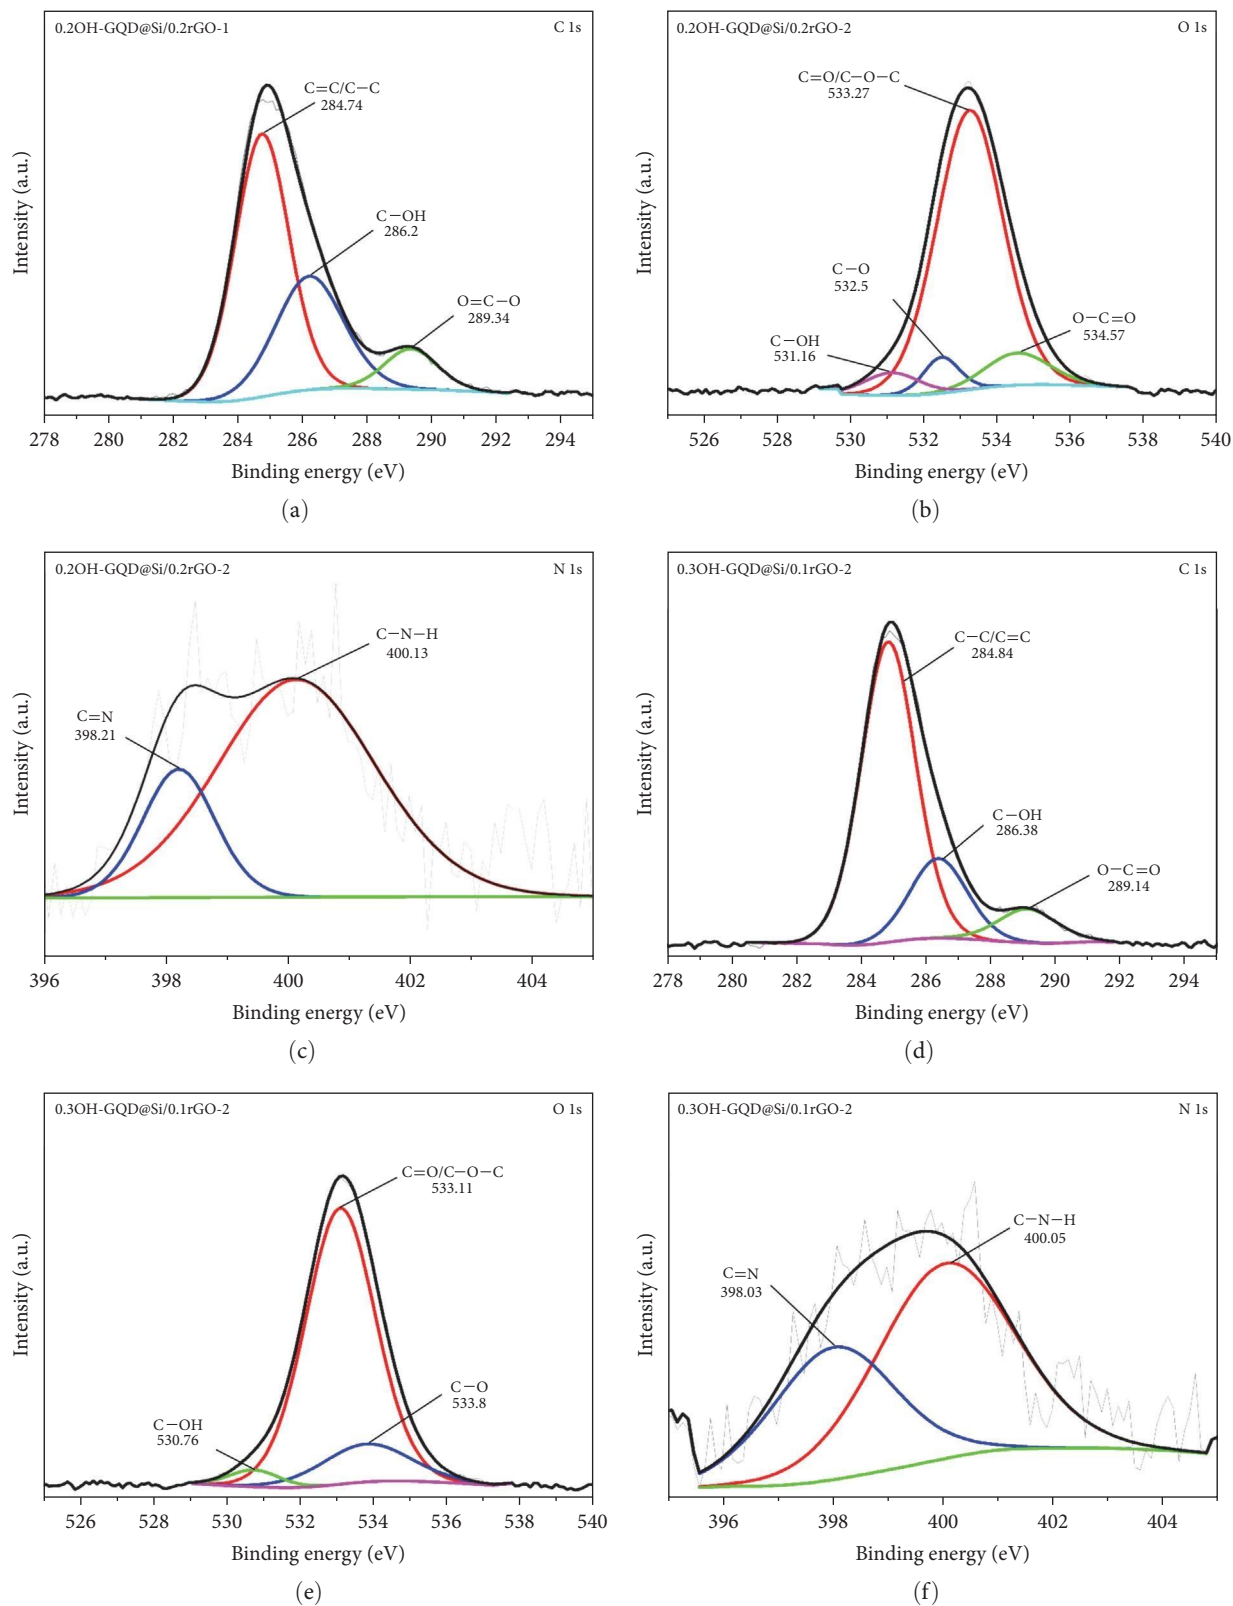 0.2OH-GQD@Si/0.2rGO-1
C 1s
C=C/C−C
284.74
C−OH
286.2
O=C−O
289.34
Intensity (a.u.)
278 280 282 284 286 288 290 292 294
Binding energy (eV)
(a)
0.2OH-GQD@Si/0.2rGO-2
O 1s
C=O/C−O−C
533.27
C−O
532.5
C−OH
531.16
O−C=O
534.57
Intensity (a.u.)
526 528 530 532 534 536 538 540
Binding energy (eV)
(b)
0.2OH-GQD@Si/0.2rGO-2
N 1s
C−N−H
400.13
C=N
398.21
Intensity (a.u.)
396 398 400 402 404
Binding energy (eV)
(c)
0.3OH-GQD@Si/0.1rGO-2
C 1s
C−C/C=C
284.84
C−OH
286.38
O−C=O
289.14
Intensity (a.u.)
278 280 282 284 286 288 290 292 294
Binding energy (eV)
(d)
0.3OH-GQD@Si/0.1rGO-2
O 1s
C=O/C−O−C
533.11
C−O
533.8
C−OH
530.76
Intensity (a.u.)
526 528 530 532 534 536 538 540
Binding energy (eV)
(e)
0.3OH-GQD@Si/0.1rGO-2
N 1s
C−N−H
400.05
C=N
398.03
Intensity (a.u.)
396 398 400 402 404
Binding energy (eV)
(f)